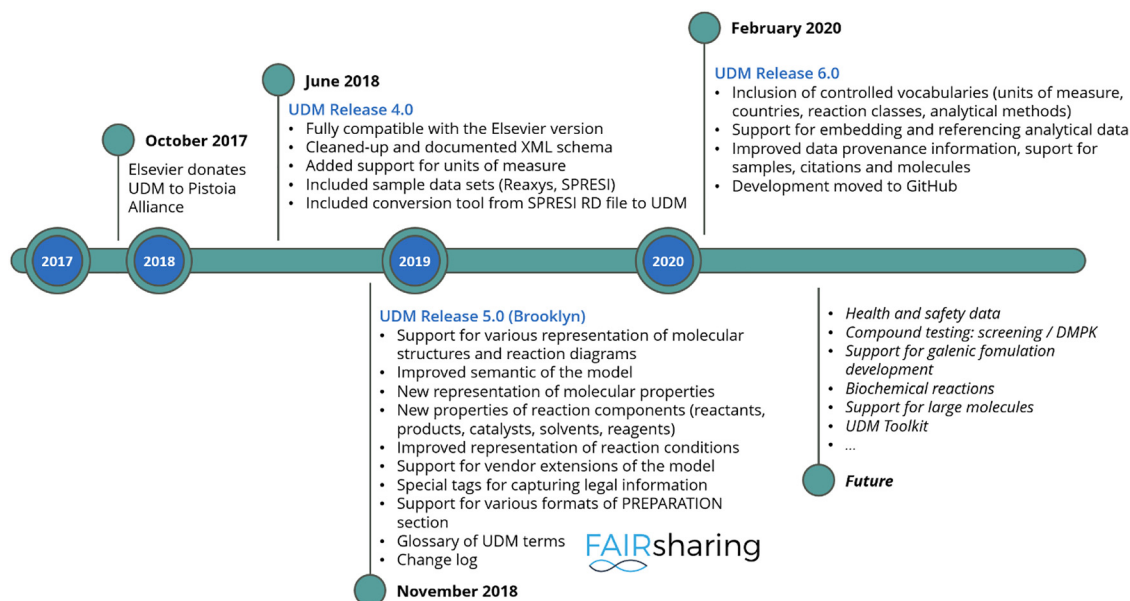 October 2017
Elsevier donates
UDM to Pistoia
Alliance
June 2018
UDM Release 4.0
• Fully compatible with the Elsevier version
• Cleaned-up and documented XML schema
• Added support for units of measure
• Included sample data sets (Reaxys, SPRESI)
• Included conversion tool from SPRESI RD file to UDM
February 2020
UDM Release 6.0
• Inclusion of controlled vocabularies (units of measure,
countries, reaction classes, analytical methods)
• Support for embedding and referencing analytical data
• Improved data provenance information, suport for
samples, citations and molecules
• Development moved to GitHub
2017
2018
2019
2020
UDM Release 5.0 (Brooklyn)
• Support for various representation of molecular
structures and reaction diagrams
• Improved semantic of the model
• New representation of molecular properties
• New properties of reaction components (reactants,
products, catalysts, solvents, reagents)
• Improved representation of reaction conditions
• Support for vendor extensions of the model
• Special tags for capturing legal information
• Support for various formats of PREPARATION
section
• Glossary of UDM terms
• Change log
November 2018
FAIRsharing
• Health and safety data
• Compound testing: screening / DMPK
• Support for galenic fomulation
development
• Biochemical reactions
• Support for large molecules
• UDM Toolkit
• ...
Future